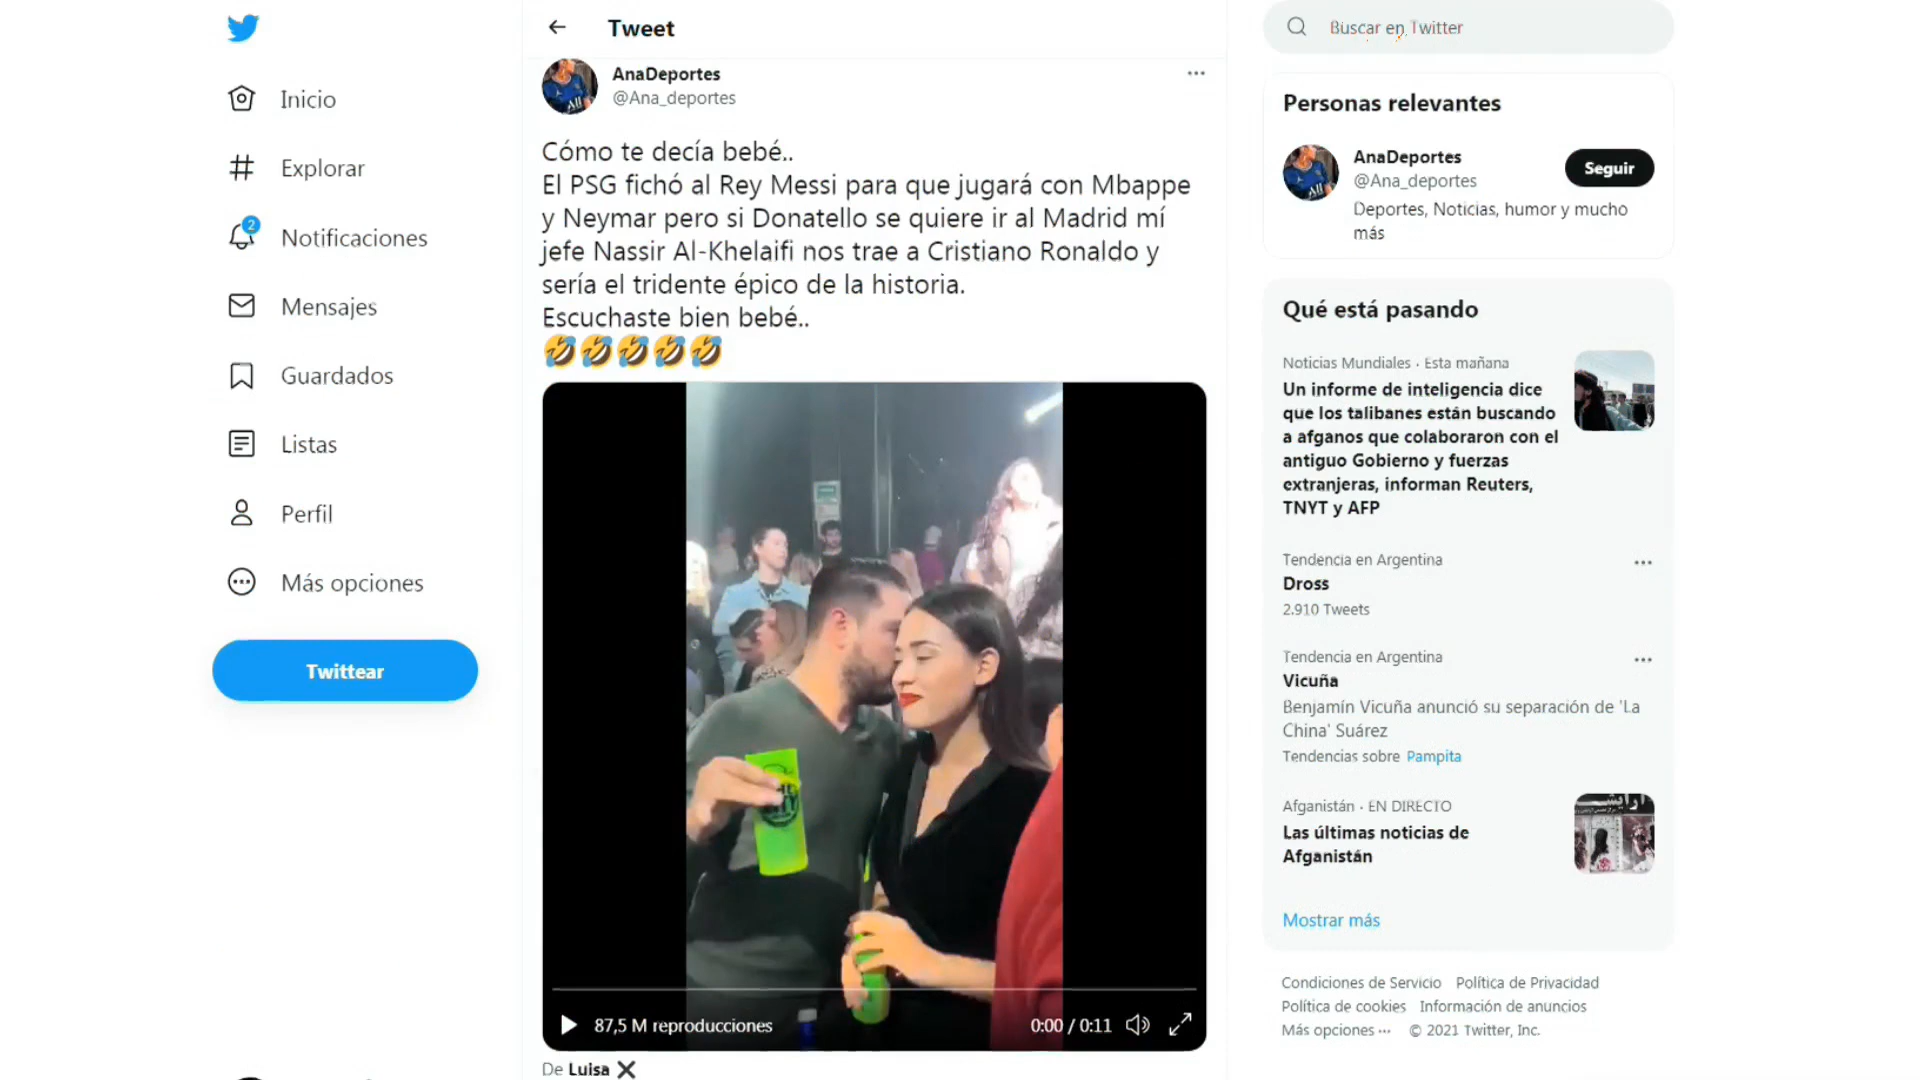 Tweet
Buscar en Twitter
Inicio
Explorar
2
Notificaciones
Mensajes
Guardados
Listas
Perfil
Más opciones
Twittear
AnaDeportes
@Ana_deportes
Cómo te decía bebé..
El PSG fichó al Rey Messi para que jugará con Mbappe
y Neymar pero si Donatello se quiere ir al Madrid mí
jefe Nassir Al-Khelaifi nos trae a Cristiano Ronaldo y
sería el tridente épico de la historia.
Escuchaste bien bebé..
🤣🤣🤣🤣🤣
87,5 M reproducciones
0:00 / 0:11
De Luisa
Personas relevantes
AnaDeportes
@Ana_deportes
Seguir
Deportes, Noticias, humor y mucho
más
Qué está pasando
Noticias Mundiales · Esta mañana
Un informe de inteligencia dice
que los talibanes están buscando
a afganos que colaboraron con el
antiguo Gobierno y fuerzas
extranjeras, informan Reuters,
TNYT y AFP
Tendencia en Argentina
Dross
2.910 Tweets
Tendencia en Argentina
Vicuña
Benjamín Vicuña anunció su separación de 'La
China' Suárez
Tendencias sobre Pampita
Afganistán · EN DIRECTO
Las últimas noticias de
Afganistán
Mostrar más
Condiciones de Servicio Política de Privacidad
Política de cookies Información de anuncios
Más opciones ··· © 2021 Twitter, Inc.